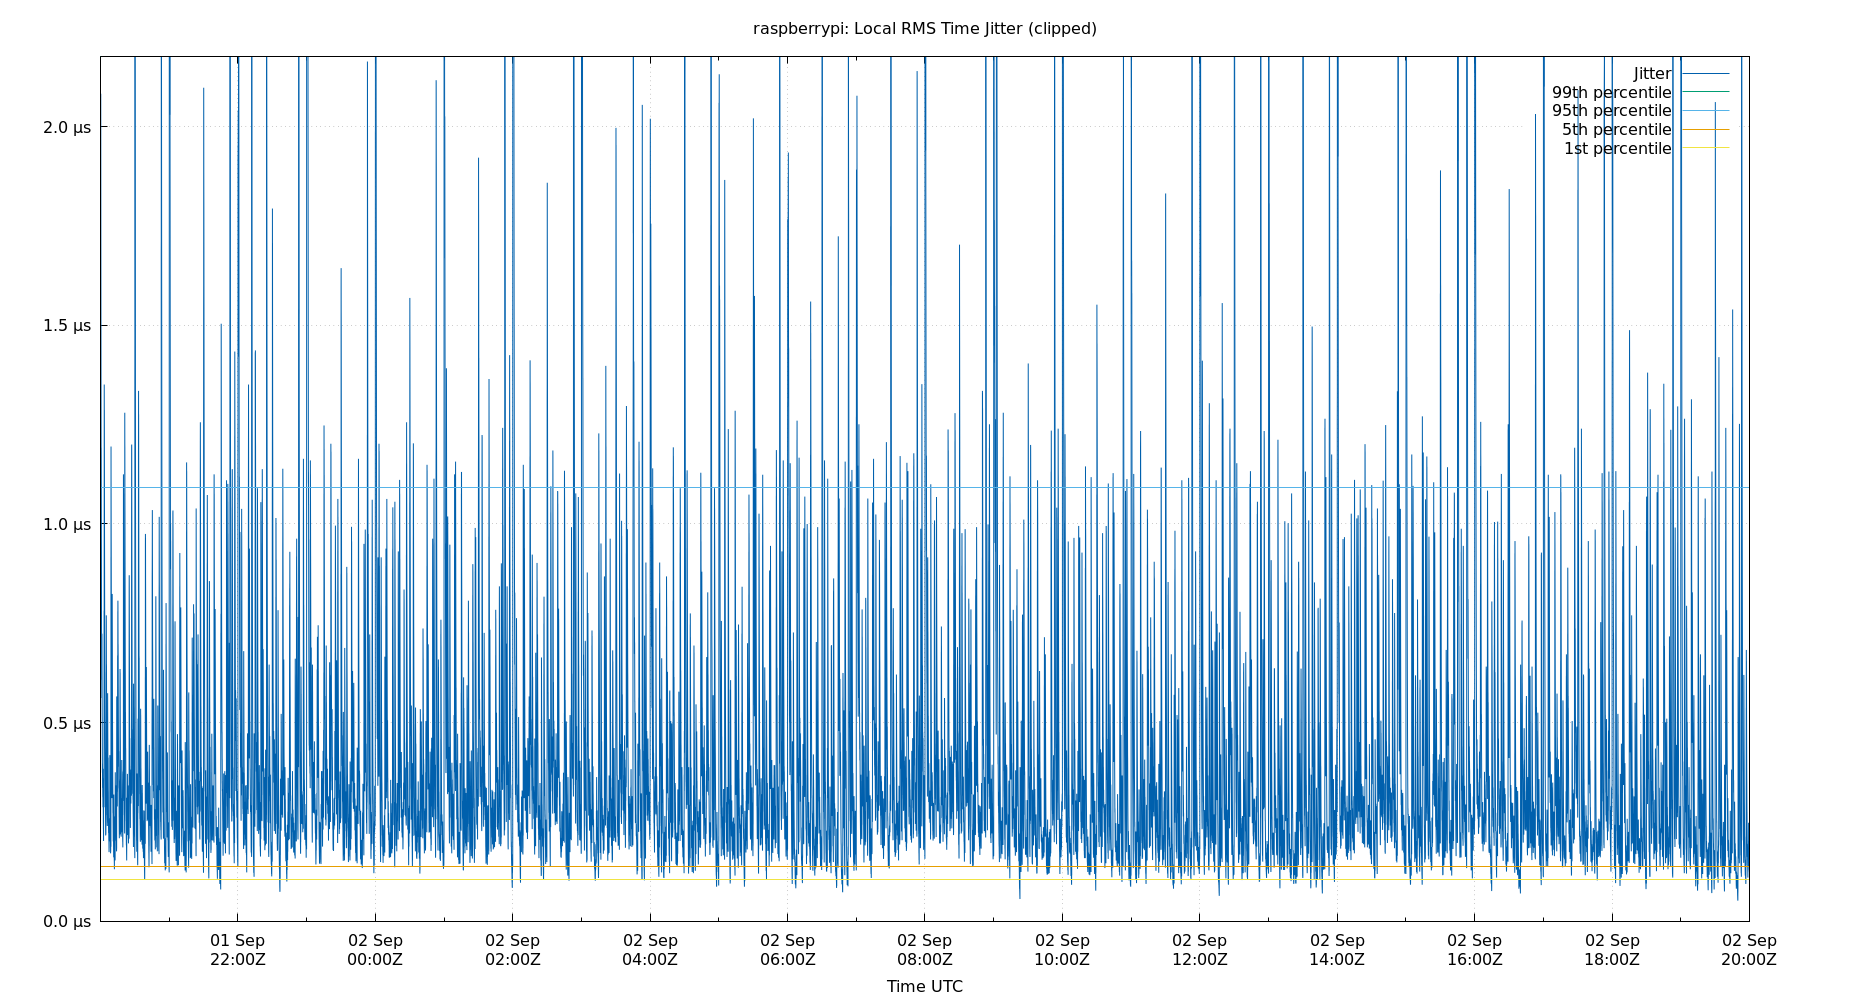 raspberrypi: Local RMS Time Jitter (clipped)
Jitter
99th percentile
95th percentile
5th percentile
1st percentile
2.0 µs
1.5 µs
1.0 µs
0.5 µs
0.0 µs
01 Sep 02 Sep 02 Sep 02 Sep 02 Sep 02 Sep 02 Sep 02 Sep 02 Sep 02 Sep 02 Sep 02 Sep
22:00Z 00:00Z 02:00Z 04:00Z 06:00Z 08:00Z 10:00Z 12:00Z 14:00Z 16:00Z 18:00Z 20:00Z
Time UTC